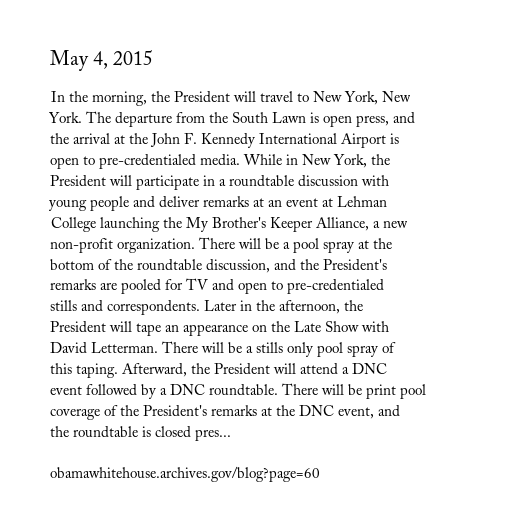 May 4, 2015
In the morning, the President will travel to New York, New
York. The departure from the South Lawn is open press, and
the arrival at the John F. Kennedy International Airport is
open to pre-credentialed media. While in New York, the
President will participate in a roundtable discussion with
young people and deliver remarks at an event at Lehman
College launching the My Brother's Keeper Alliance, a new
non-profit organization. There will be a pool spray at the
bottom of the roundtable discussion, and the President's
remarks are pooled for TV and open to pre-credentialed
stills and correspondents. Later in the afternoon, the
President will tape an appearance on the Late Show with
David Letterman. There will be a stills only pool spray of
this taping. Afterward, the President will attend a DNC
event followed by a DNC roundtable. There will be print pool
coverage of the President's remarks at the DNC event, and
the roundtable is closed pres...
obamawhitehouse.archives.gov/blog?page=60